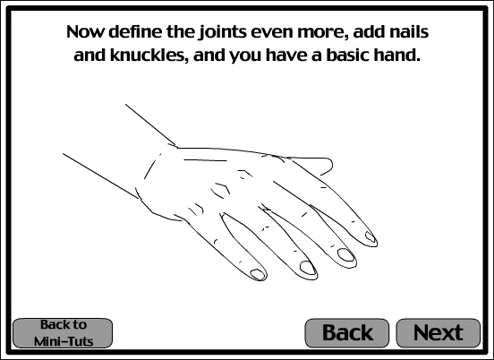 Now define the joints even more, add nails
and knuckles, and you have a basic hand.
Back to
Mini-Tuts
Back
Next